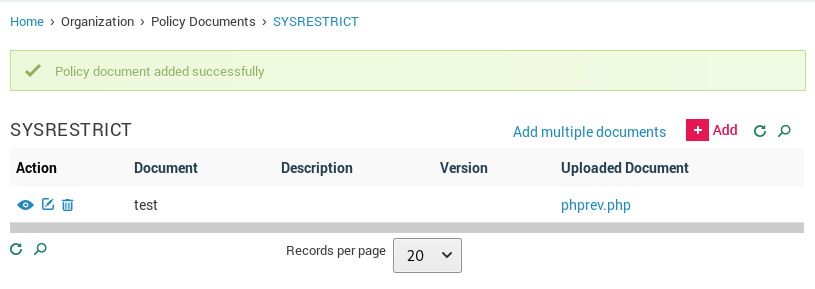 Home › Organization › Policy Documents › SYSRESTRICT
Policy document added successfully
SYSRESTRICT Add multiple documents + Add
Action Document Description Version Uploaded Document
test phprev.php
Records per page 20